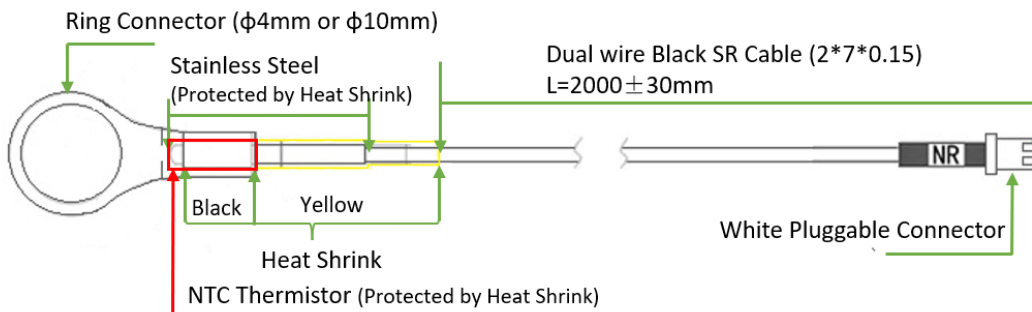 Ring Connector (ϕ4mm or ϕ10mm)
Stainless Steel
(Protected by Heat Shrink)
Dual wire Black SR Cable (2*7*0.15)
L=2000±30mm
NR
Black
Yellow
White Pluggable Connector
Heat Shrink
NTC Thermistor (Protected by Heat Shrink)